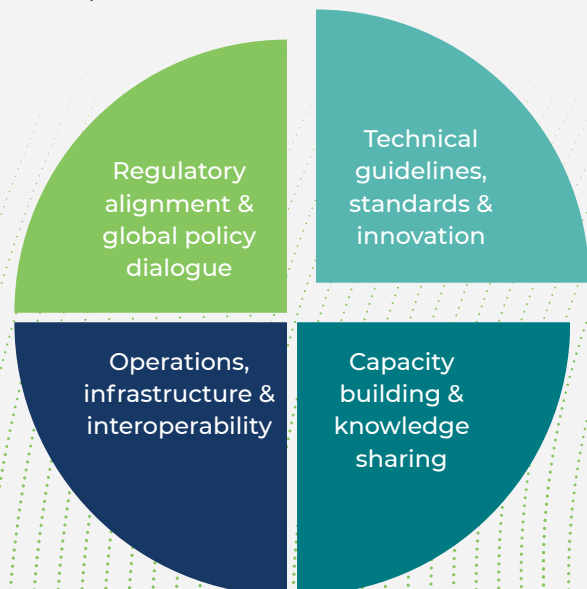 Regulatory
alignment &
global policy
dialogue
Technical
guidelines,
standards &
innovation
Operations,
infrastructure &
interoperability
Capacity
building &
knowledge
sharing